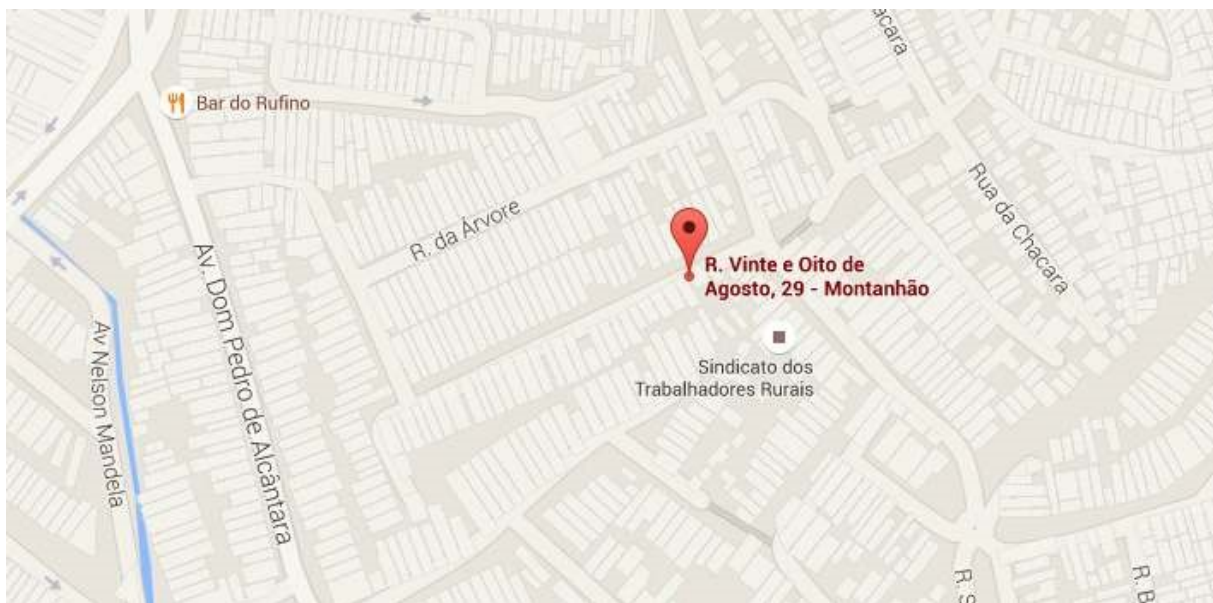 Chacara
Bar do Rufino
R. da Árvore
Rua da Chacara
R. Vinte e Oito de
Agosto, 29 - Montanhão
Av. Dom Pedro de Alcântara
Av Nelson Mandela
Sindicato dos
Trabalhadores Rurais
R. S
R. B